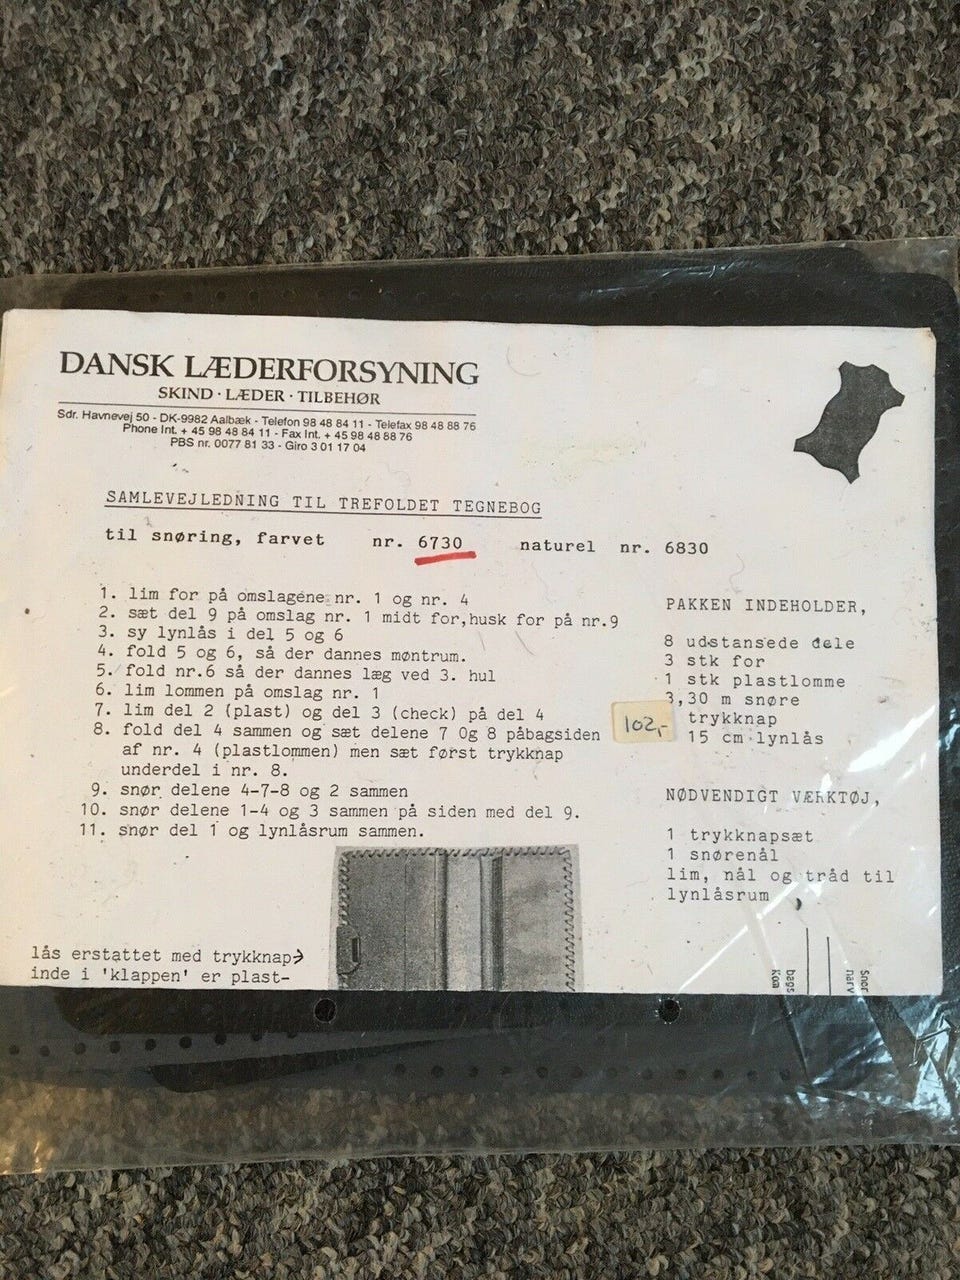 DANSK LÆDERFORSYNING
SKIND · LÆDER · TILBEHØR
Sdr. Havnevej 50 - DK-9982 Aalbæk - Telefon 98 48 84 11 - Telefax 98 48 88 76
Phone Int. + 45 98 48 84 11 - Fax Int. + 45 98 48 88 76
PBS nr. 0077 81 33 - Giro 3 01 17 04
SAMLEVEJLEDNING TIL TREFOLDET TEGNEBOG
til snøring, farvet nr. 6730 naturel nr. 6830
1. lim for på omslagene nr. 1 og nr. 4
2. sæt del 9 på omslag nr. 1 midt for,husk for på nr.9
3. sy lynlås i del 5 og 6
4. fold 5 og 6, så der dannes møntrum.
5. fold nr.6 så der dannes læg ved 3. hul
6. lim lommen på omslag nr. 1
7. lim del 2 (plast) og del 3 (check) på del 4
8. fold del 4 sammen og sæt delene 7 Og 8 påbagsiden
af nr. 4 (plastlommen) men sæt først trykknap
underdel i nr. 8.
9. snør delene 4-7-8 og 2 sammen
10. snør delene 1-4 og 3 sammen på siden med del 9.
11. snør del 1 og lynlåsrum sammen.
PAKKEN INDEHOLDER,
8 udstansede dele
3 stk for
1 stk plastlomme
3,30 m snøre
trykknap
15 cm lynlås
102,-
NØDVENDIGT VÆRKTØJ,
1 trykknapsæt
1 snørenål
lim, nål og tråd til
lynlåsrum
lås erstattet med trykknap→
inde i 'klappen' er plast-
Snor
narv
bags
Koa